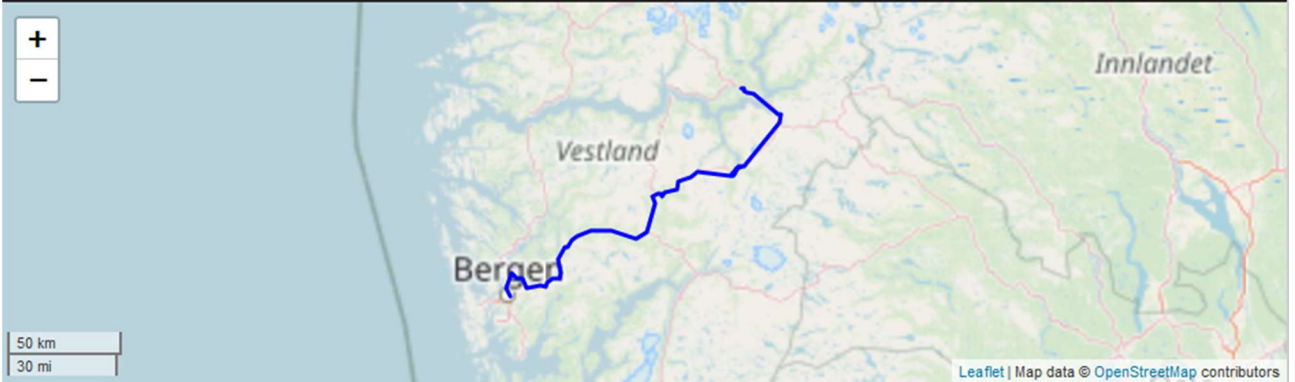 +
−
Innlandet
Vestland
Bergen
50 km
30 mi
Leaflet | Map data © OpenStreetMap contributors